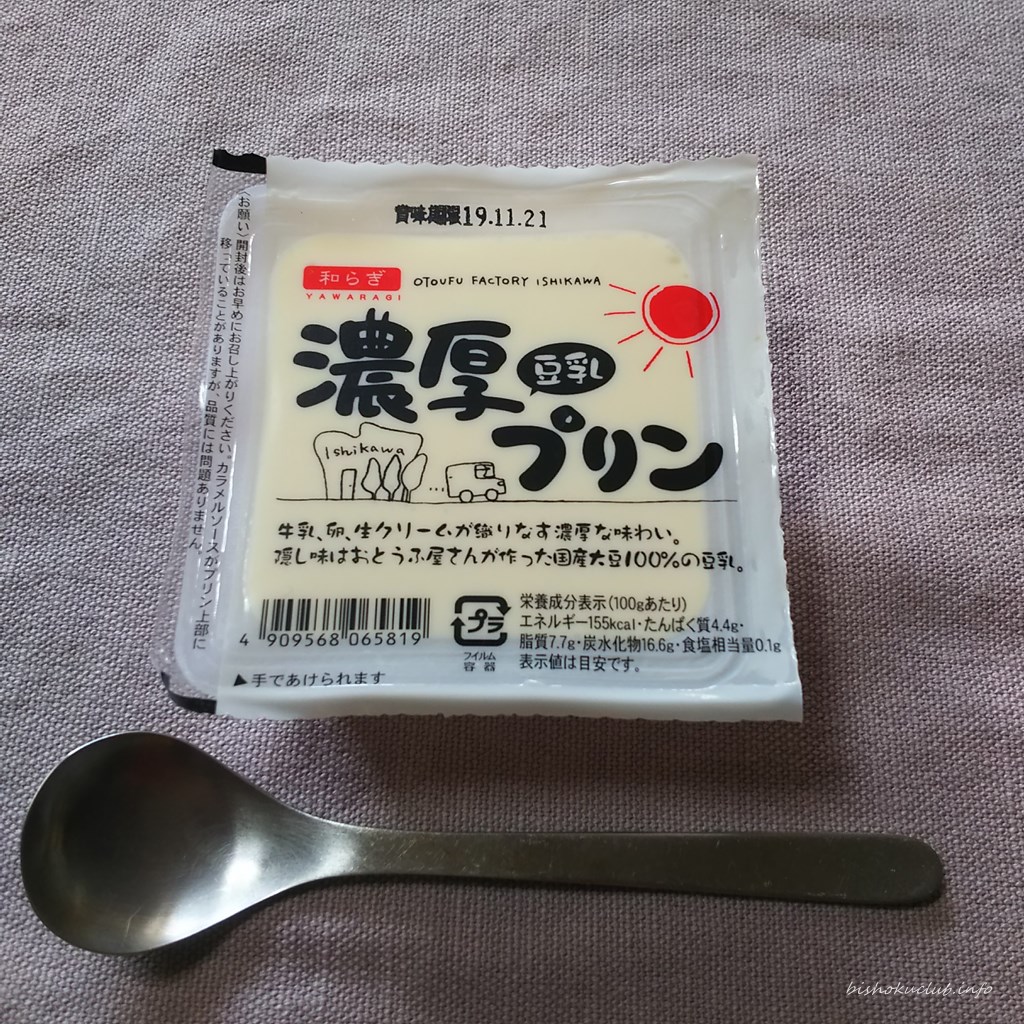 賞味期限19.11.21
和らぎ
YAWARAGI
OTOUFU FACTORY ISHIKAWA
濃厚豆乳
プリン
Ishikawa
牛乳、卵、生クリームが織りなす濃厚な味わい。
隠し味はおとうふ屋さんが作った国産大豆100%の豆乳。
4 909568 065819
プラ
フイルム
容器
栄養成分表示(100gあたり)
エネルギー155kcal・たんぱく質4.4g・
脂質7.7g・炭水化物16.6g・食塩相当量0.1g
表示値は目安です。
▲手であけられます
お願い〉開封後はお早めにお召し上がりください。カラメルソースがプリン上部に
移っていることがありますが、品質には問題ありません。
bishokuclub.info